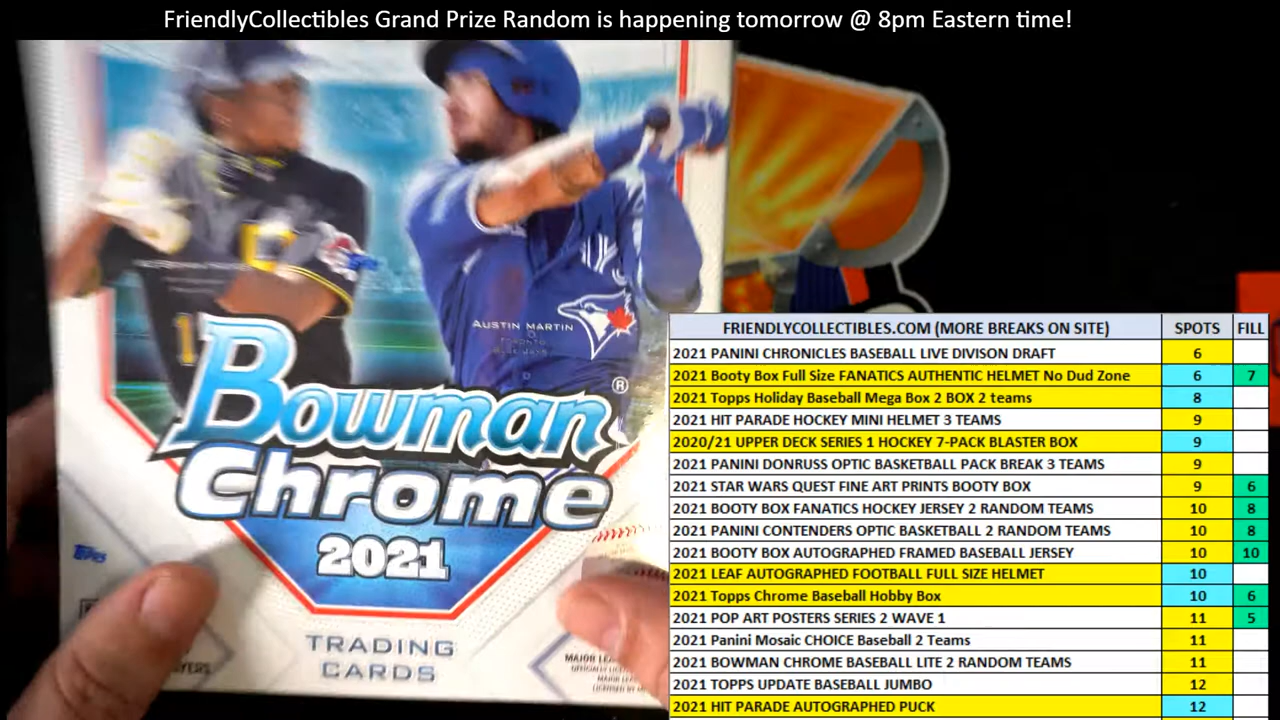 FriendlyCollectibles Grand Prize Random is happening tomorrow @ 8pm Eastern time!
AUSTIN MARTIN
TORONTO
BLUE JAYS
Bowman®
Chrome
2021
TOPPS
TRADING
CARDS
FRIENDLYCOLLECTIBLES.COM (MORE BREAKS ON SITE) SPOTS FILL
2021 PANINI CHRONICLES BASEBALL LIVE DIVISON DRAFT 6
2021 Booty Box Full Size FANATICS AUTHENTIC HELMET No Dud Zone 6 7
2021 Topps Holiday Baseball Mega Box 2 BOX 2 teams 8
2021 HIT PARADE HOCKEY MINI HELMET 3 TEAMS 9
2020/21 UPPER DECK SERIES 1 HOCKEY 7-PACK BLASTER BOX 9
2021 PANINI DONRUSS OPTIC BASKETBALL PACK BREAK 3 TEAMS 9
2021 STAR WARS QUEST FINE ART PRINTS BOOTY BOX 9 6
2021 BOOTY BOX FANATICS HOCKEY JERSEY 2 RANDOM TEAMS 10 8
2021 PANINI CONTENDERS OPTIC BASKETBALL 2 RANDOM TEAMS 10 8
2021 BOOTY BOX AUTOGRAPHED FRAMED BASEBALL JERSEY 10 10
2021 LEAF AUTOGRAPHED FOOTBALL FULL SIZE HELMET 10
2021 Topps Chrome Baseball Hobby Box 10 6
2021 POP ART POSTERS SERIES 2 WAVE 1 11 5
2021 Panini Mosaic CHOICE Baseball 2 Teams 11
2021 BOWMAN CHROME BASEBALL LITE 2 RANDOM TEAMS 11
2021 TOPPS UPDATE BASEBALL JUMBO 12
2021 HIT PARADE AUTOGRAPHED PUCK 12